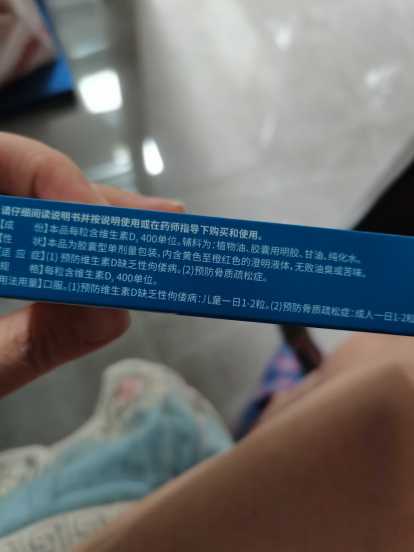 请仔细阅读说明书并按说明使用或在药师指导下购买和使用。
【成 份】本品每粒含维生素D₃ 400单位。辅料为:植物油、胶囊用明胶、甘油、纯化水。
【性 状】本品为胶囊型单剂量包装,内含黄色至橙红色的澄明液体,无败油臭或苦味。
适 应 症】(1)预防维生素D缺乏性佝偻病。(2)预防骨质疏松症。
规 格】每粒含维生素D₃ 400单位。
用法用量】口服。(1)预防维生素D缺乏性佝偻病:儿童一日1-2粒。(2)预防骨质疏松症:成人一日1-2粒